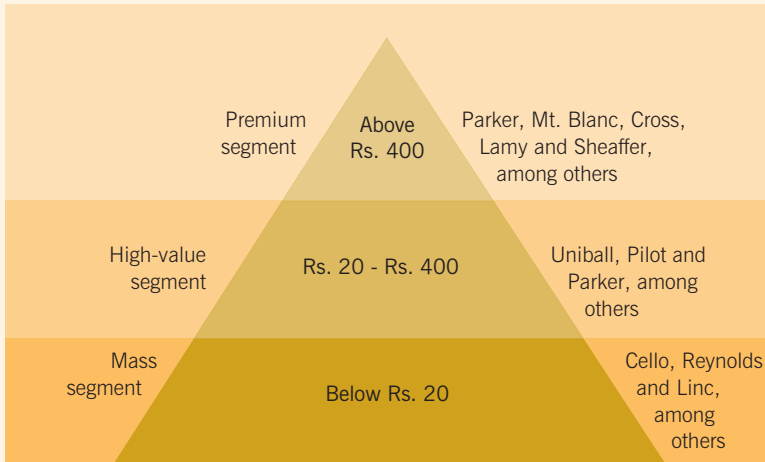 Premium
segment
Above
Rs. 400
Parker, Mt. Blanc, Cross,
Lamy and Sheaffer,
among others
High-value
segment
Rs. 20 - Rs. 400
Uniball, Pilot and
Parker, among
others
Mass
segment
Below Rs. 20
Cello, Reynolds
and Linc,
among
others